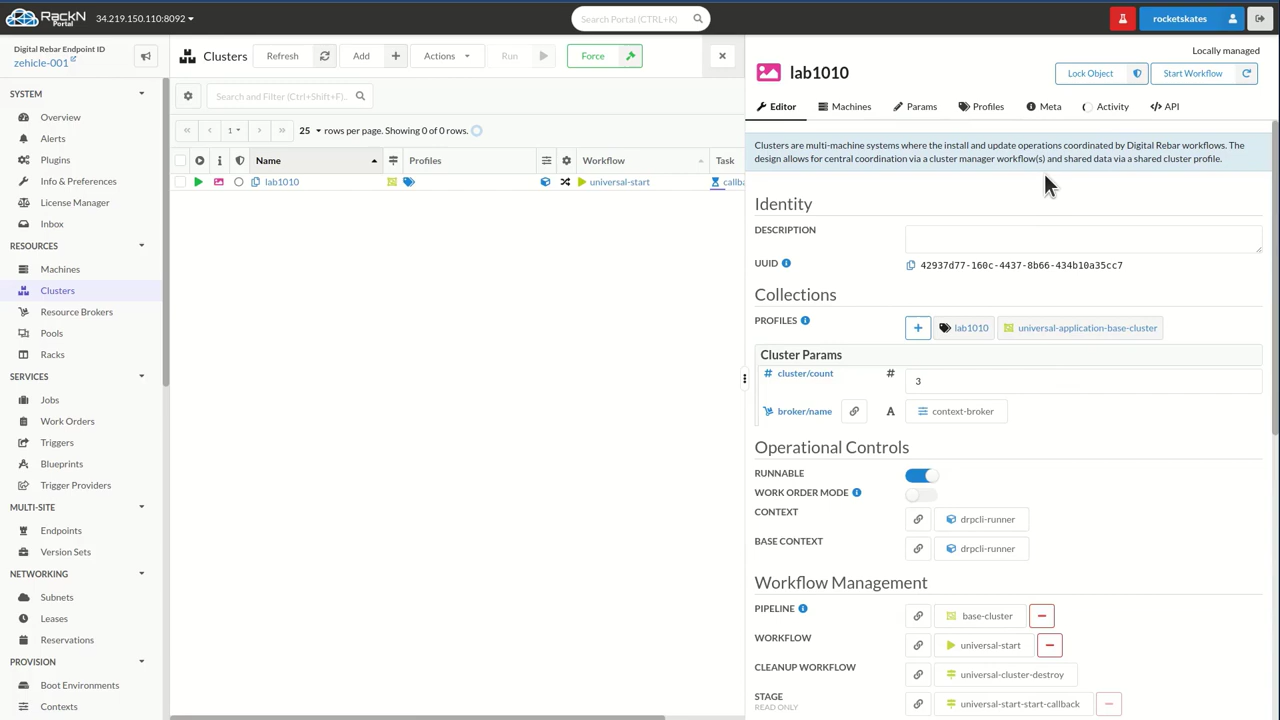 RackN Portal
34.219.150.110:8092
Search Portal (CTRL+K)
rocketskates
Digital Rebar Endpoint ID
zehicle-001
SYSTEM
Overview
Alerts
Plugins
Info & Preferences
License Manager
Inbox
RESOURCES
Machines
Clusters
Resource Brokers
Pools
Racks
SERVICES
Jobs
Work Orders
Triggers
Blueprints
Trigger Providers
MULTI-SITE
Endpoints
Version Sets
NETWORKING
Subnets
Leases
Reservations
PROVISION
Boot Environments
Contexts
Clusters
Refresh
Add
Actions
Run
Force
Search and Filter (Ctrl+Shift+F)...
1
25 rows per page. Showing 0 of 0 rows.
Name Profiles Workflow Task
lab1010 universal-start callba
Locally managed
lab1010
Lock Object
Start Workflow
Editor Machines Params Profiles Meta Activity API
Clusters are multi-machine systems where the install and update operations coordinated by Digital Rebar workflows. The
design allows for central coordination via a cluster manager workflow(s) and shared data via a shared cluster profile.
Identity
DESCRIPTION
UUID 42937d77-160c-4437-8b66-434b10a35cc7
Collections
PROFILES lab1010 universal-application-base-cluster
Cluster Params
cluster/count # 3
broker/name A context-broker
Operational Controls
RUNNABLE
WORK ORDER MODE
CONTEXT drpcli-runner
BASE CONTEXT drpcli-runner
Workflow Management
PIPELINE base-cluster
WORKFLOW universal-start
CLEANUP WORKFLOW universal-cluster-destroy
STAGE universal-start-start-callback
READ ONLY